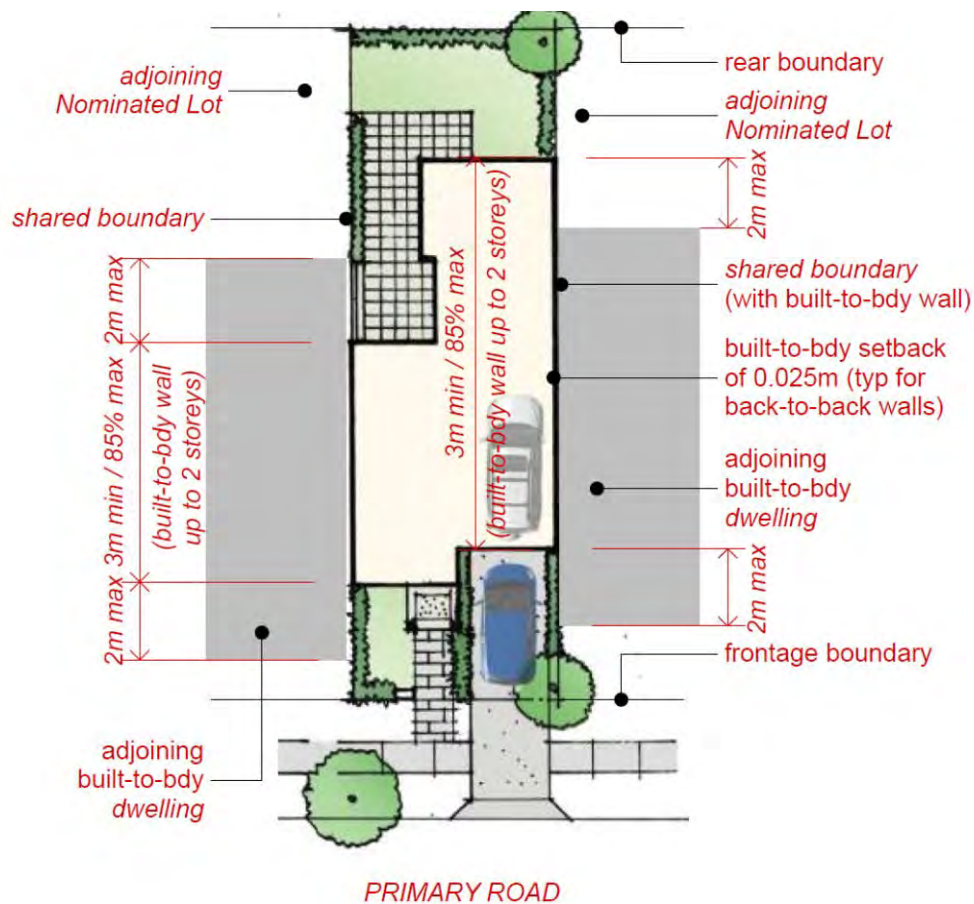 adjoining
Nominated Lot
rear boundary
adjoining
Nominated Lot
2m max
shared boundary
2m max
3m min / 85% max
(built-to-bdy wall up to 2 storeys)
shared boundary
(with built-to-bdy wall)
built-to-bdy setback
of 0.025m (typ for
back-to-back walls)
3m min / 85% max
(built-to-bdy wall
up to 2 storeys)
adjoining
built-to-bdy
dwelling
2m max
2m max
frontage boundary
adjoining
built-to-bdy
dwelling
PRIMARY ROAD